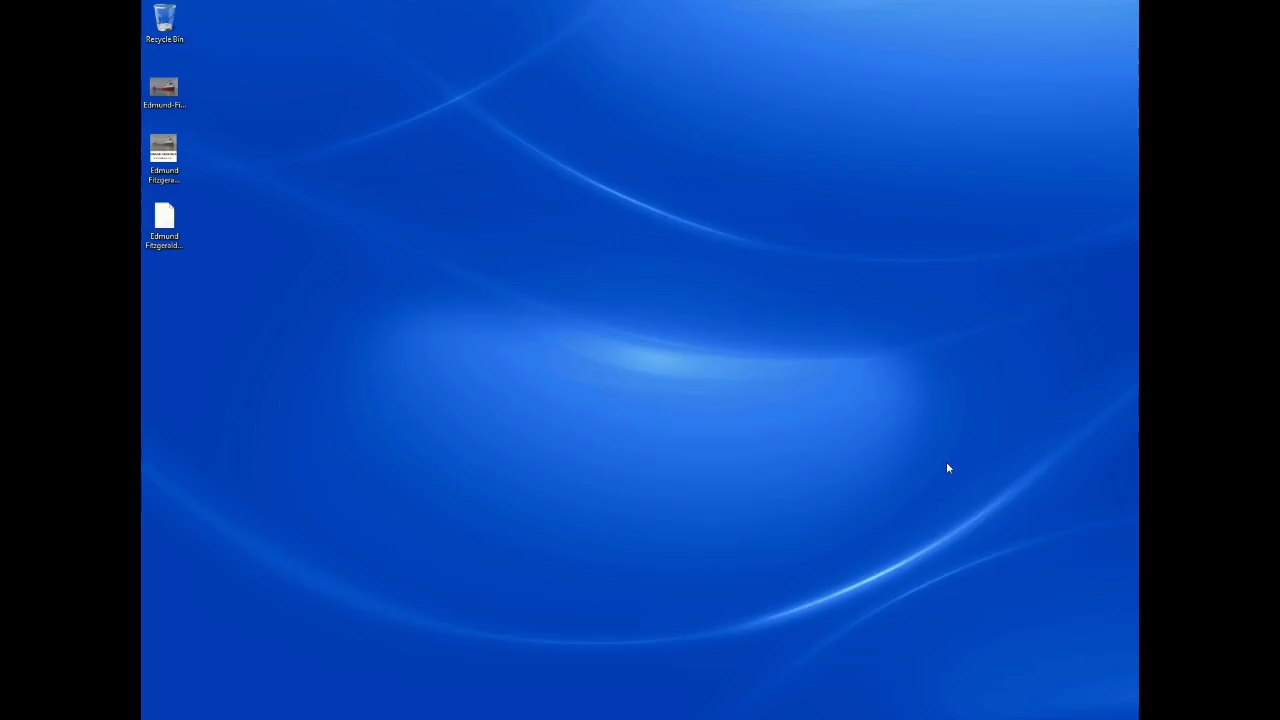 Recycle Bin
Edmund-Fi...
Edmund
Fitzgera...
Edmund
Fitzgerald...